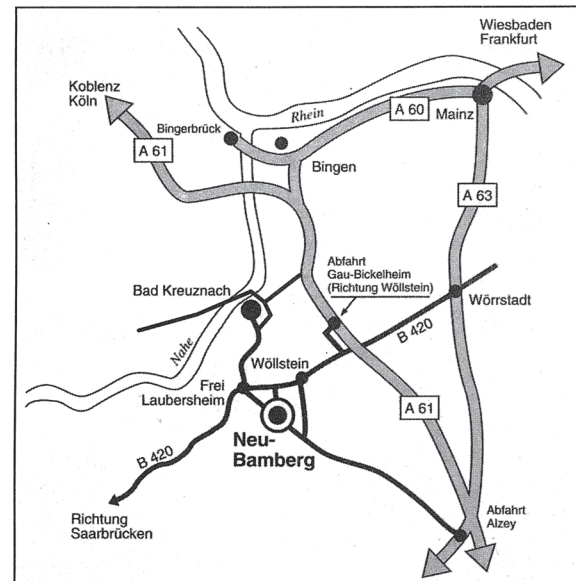 Wiesbaden
Frankfurt
Koblenz
Köln
Rhein
A 60
Mainz
Bingerbrück
A 61
Bingen
A 63
Abfahrt
Gau-Bickelheim
(Richtung Wöllstein)
Bad Kreuznach
Wörrstadt
B 420
Nahe
Wöllstein
Frei
Laubersheim
A 61
Neu-
Bamberg
B 420
Abfahrt
Alzey
Richtung
Saarbrücken